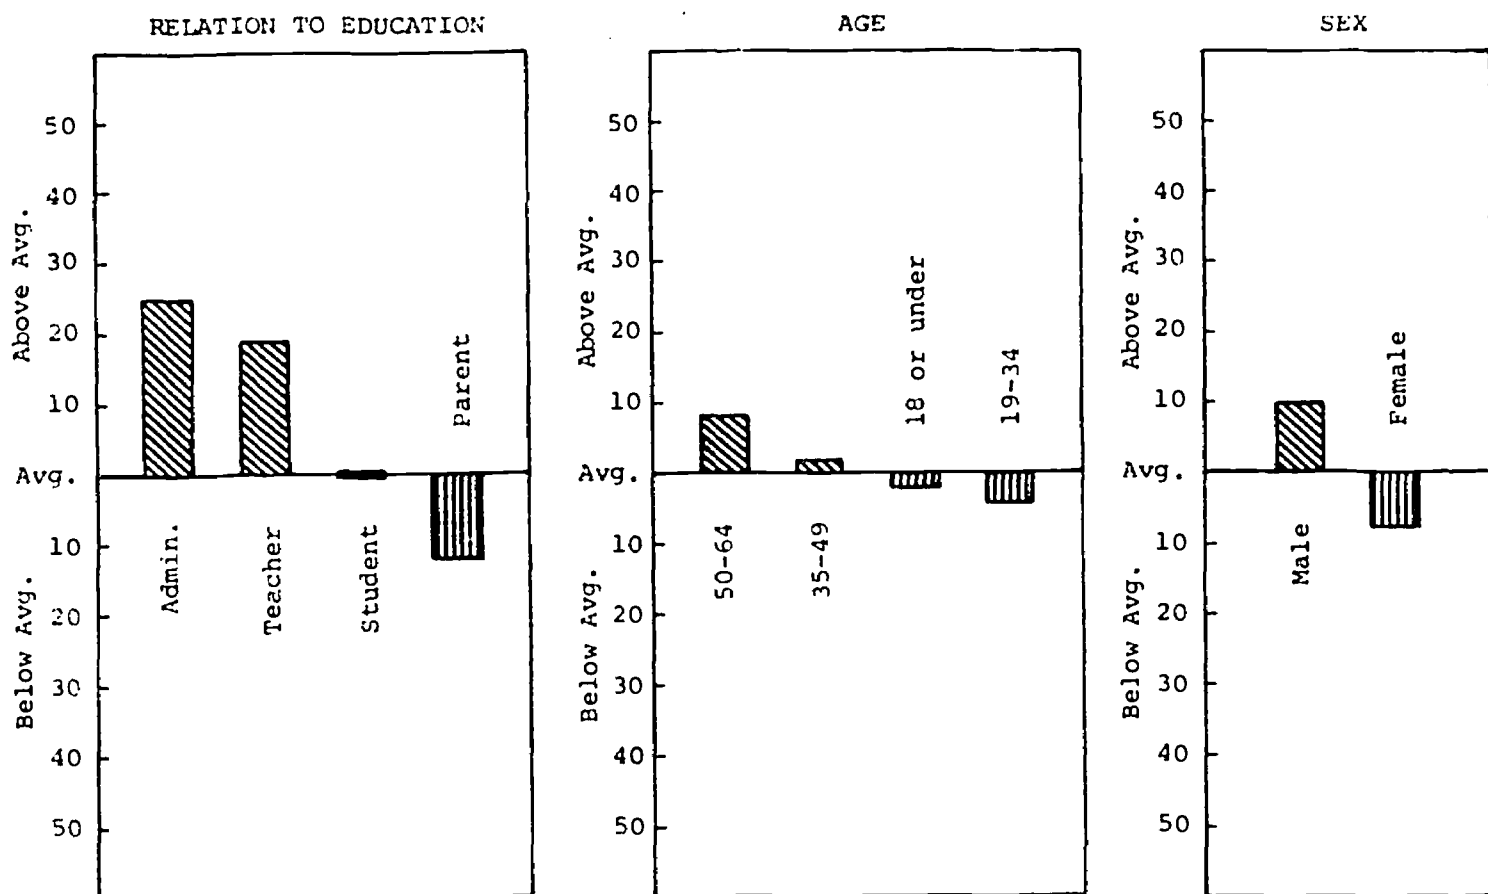 RELATION TO EDUCATION
Above Avg.
Below Avg.
50
40
30
20
10
Avg.
10
20
30
40
50
Admin.
Teacher
Student
Parent
AGE
Above Avg.
Below Avg.
50
40
30
20
10
Avg.
10
20
30
40
50
50-64
35-49
18 or under
19-34
SEX
Above Avg.
Below Avg.
50
40
30
20
10
Avg.
10
20
30
40
50
Male
Female